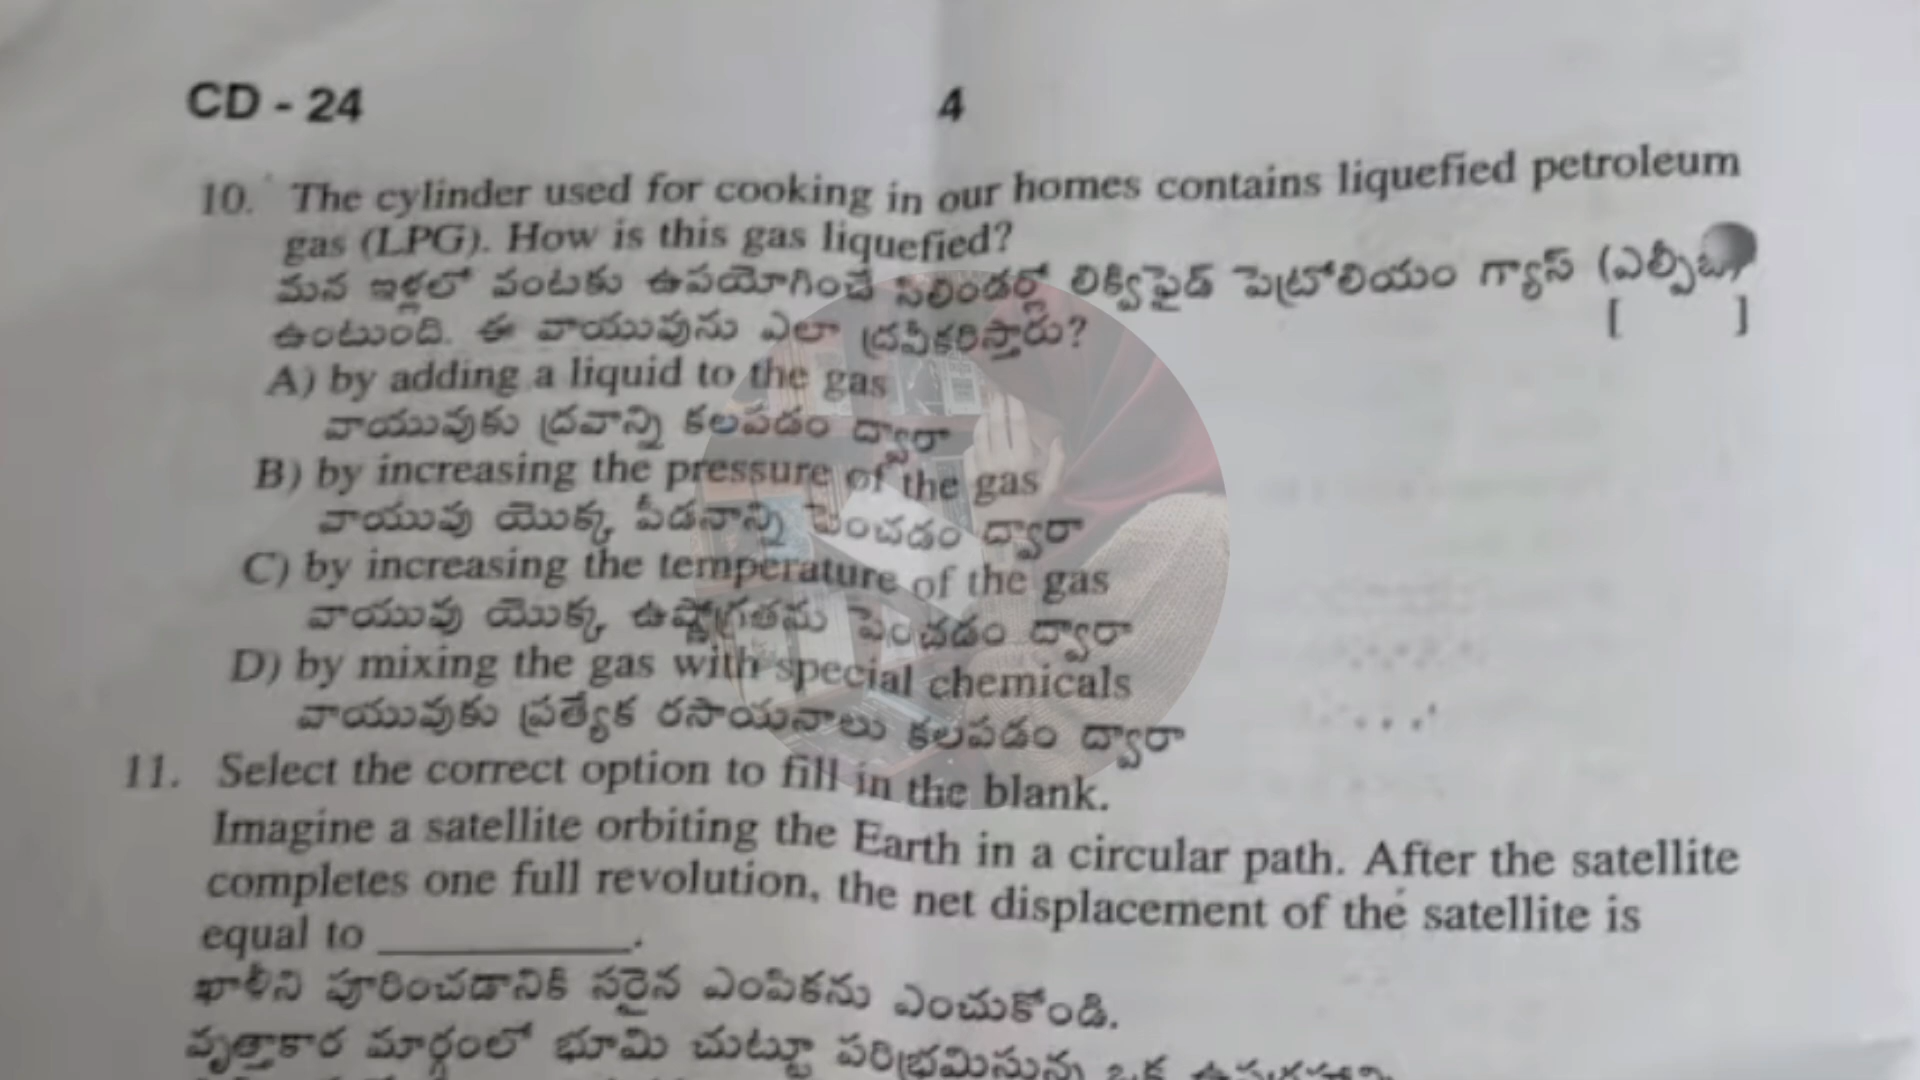 CD - 24
4
10. The cylinder used for cooking in our homes contains liquefied petroleum
gas (LPG). How is this gas liquefied?
మన ఇళ్లలో వంటకు ఉపయోగించే సిలిండర్లో లిక్విఫైడ్ పెట్రోలియం గ్యాస్ (ఎల్పీజి)
ఉంటుంది. ఈ వాయువును ఎలా ద్రవీకరిస్తారు? [ ]
A) by adding a liquid to the gas
వాయువుకు ద్రవాన్ని కలపడం ద్వారా
B) by increasing the pressure of the gas
వాయువు యొక్క పీడనాన్ని పెంచడం ద్వారా
C) by increasing the temperature of the gas
వాయువు యొక్క ఉష్ణోగ్రతను పెంచడం ద్వారా
D) by mixing the gas with special chemicals
వాయువుకు ప్రత్యేక రసాయనాలు కలపడం ద్వారా
11. Select the correct option to fill in the blank.
Imagine a satellite orbiting the Earth in a circular path. After the satellite
completes one full revolution, the net displacement of the satellite is
equal to ____________.
ఖాళీని పూరించడానికి సరైన ఎంపికను ఎంచుకోండి.
వృత్తాకార మార్గంలో భూమి చుట్టూ పరిభ్రమిస్తున్న ఒక